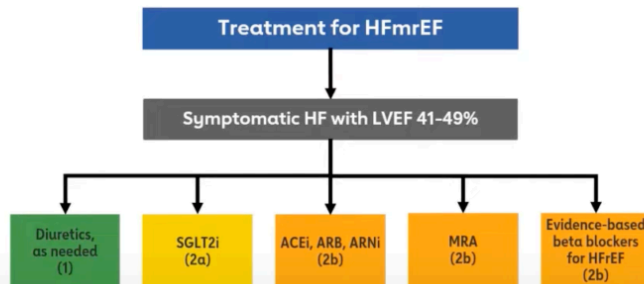 Treatment for HFmrEF
Symptomatic HF with LVEF 41-49%
Diuretics,
as needed
(1)
SGLT2i
(2a)
ACEi, ARB, ARNi
(2b)
MRA
(2b)
Evidence-based
beta blockers
for HFrEF
(2b)